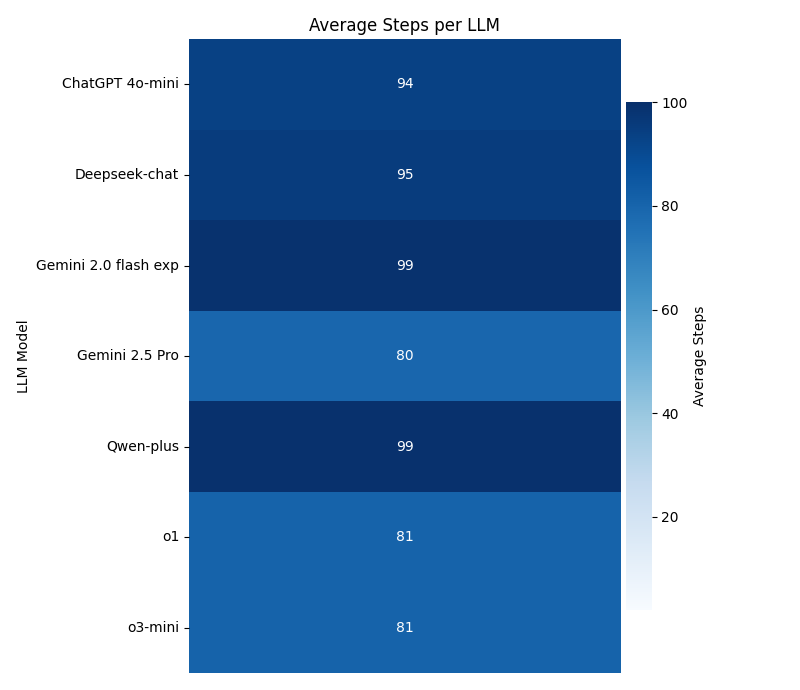 Average Steps per LLM
LLM Model
ChatGPT 4o-mini 94
Deepseek-chat 95
Gemini 2.0 flash exp 99
Gemini 2.5 Pro 80
Qwen-plus 99
o1 81
o3-mini 81
100
80
60
40
20
Average Steps